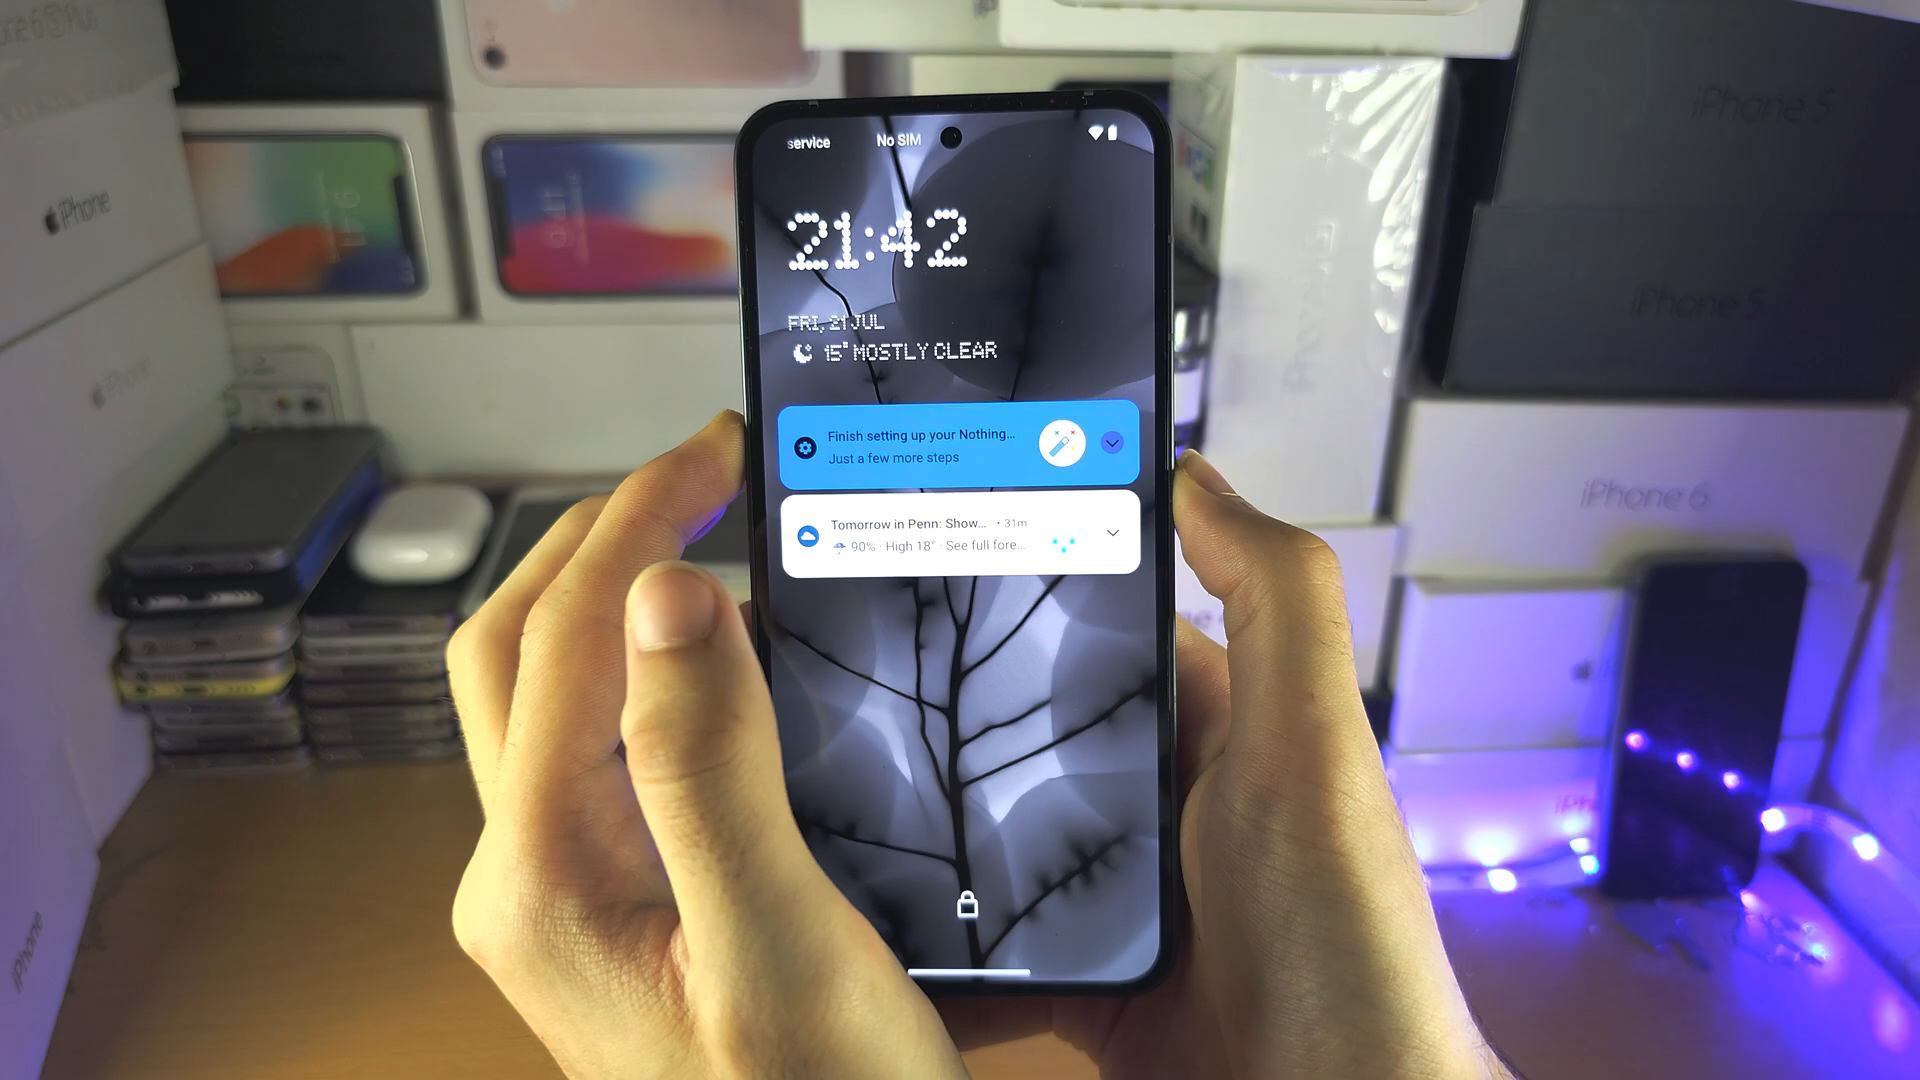 service
No SIM
21:42
FRI, 21 JUL
15° MOSTLY CLEAR
Finish setting up your Nothing...
Just a few more steps
Tomorrow in Penn: Show... • 31m
90% · High 18° · See full fore...
iPhone
iPhone
iPhone
iPhone 5
iPhone 5
iPhone 6